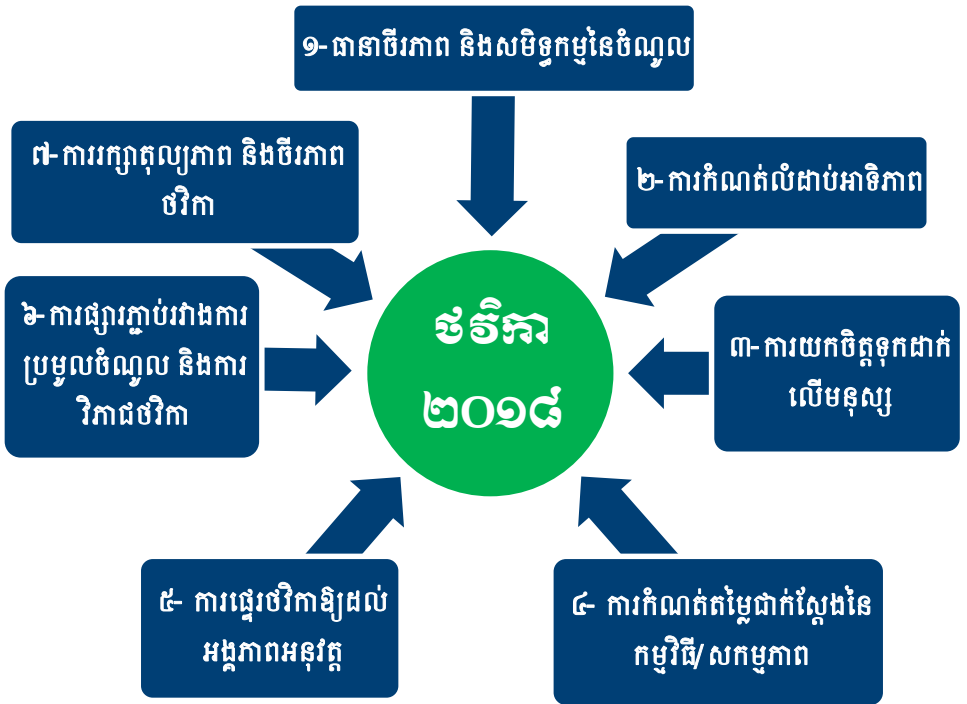 ១- ធានាចីរភាព និងសមិទ្ធកម្មនៃចំណូល
២- ការកំណត់លំដាប់អាទិភាព
៣- ការយកចិត្តទុកដាក់
លើមនុស្ស
៤- ការកំណត់តម្លៃជាក់ស្តែងនៃ
កម្មវិធី/ សកម្មភាព
៥- ការផ្ទេរថវិកាឱ្យដល់
អង្គភាពអនុវត្ត
៦- ការផ្សារភ្ជាប់រវាងការ
ប្រមូលចំណូល និងការ
វិភាជថវិកា
៧- ការរក្សាតុល្យភាព និងចីរភាព
ថវិកា
ថវិកា
២០១៨